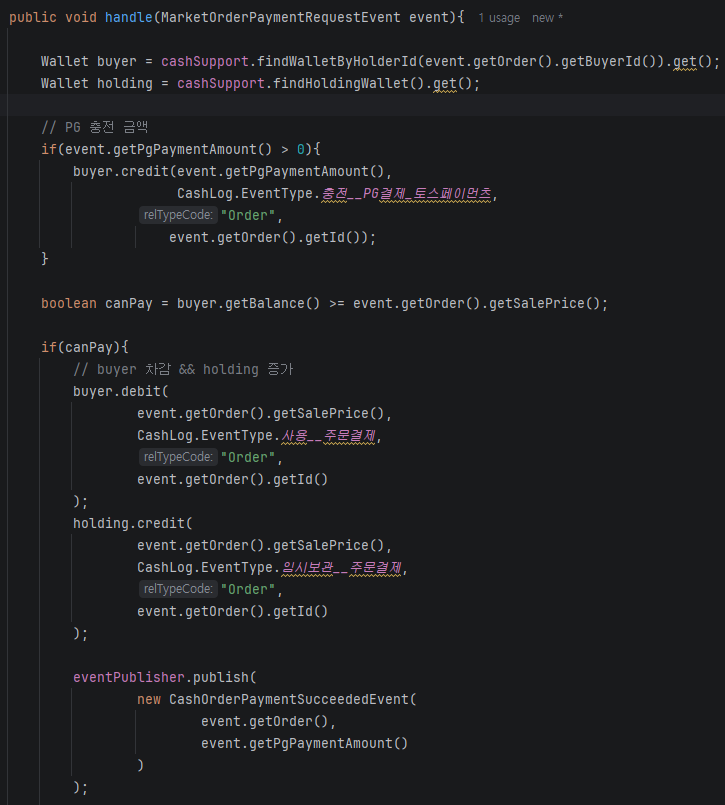 public void handle(MarketOrderPaymentRequestEvent event){ 1 usage new *
Wallet buyer = cashSupport.findWalletByHolderId(event.getOrder().getBuyerId()).get();
Wallet holding = cashSupport.findHoldingWallet().get();
// PG 충전 금액
if(event.getPgPaymentAmount() > 0){
buyer.credit(event.getPgPaymentAmount(),
CashLog.EventType.충전__PG결제_토스페이먼츠,
relTypeCode: "Order",
event.getOrder().getId());
}
boolean canPay = buyer.getBalance() >= event.getOrder().getSalePrice();
if(canPay){
// buyer 차감 && holding 증가
buyer.debit(
event.getOrder().getSalePrice(),
CashLog.EventType.사용__주문결제,
relTypeCode: "Order",
event.getOrder().getId()
);
holding.credit(
event.getOrder().getSalePrice(),
CashLog.EventType.임시보관__주문결제,
relTypeCode: "Order",
event.getOrder().getId()
);
eventPublisher.publish(
new CashOrderPaymentSucceededEvent(
event.getOrder(),
event.getPgPaymentAmount()
)
);